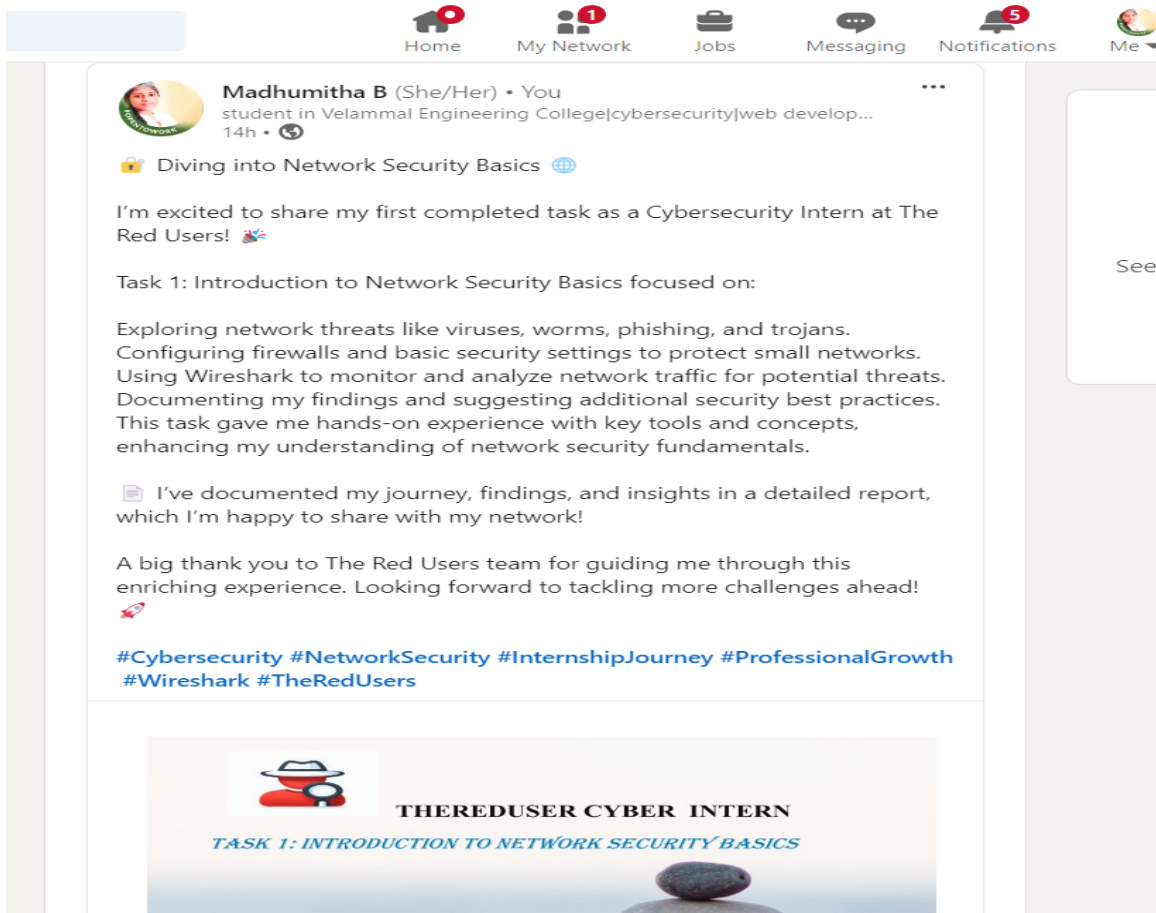 1
5
Home My Network Jobs Messaging Notifications Me
Madhumitha B (She/Her) • You
student in Velammal Engineering College|cybersecurity|web develop...
14h •
#OPENTOWORK
🔐 Diving into Network Security Basics 🌐
I'm excited to share my first completed task as a Cybersecurity Intern at The
Red Users! 🎉
Task 1: Introduction to Network Security Basics focused on:
Exploring network threats like viruses, worms, phishing, and trojans.
Configuring firewalls and basic security settings to protect small networks.
Using Wireshark to monitor and analyze network traffic for potential threats.
Documenting my findings and suggesting additional security best practices.
This task gave me hands-on experience with key tools and concepts,
enhancing my understanding of network security fundamentals.
📄 I've documented my journey, findings, and insights in a detailed report,
which I'm happy to share with my network!
A big thank you to The Red Users team for guiding me through this
enriching experience. Looking forward to tackling more challenges ahead!
🚀
#Cybersecurity #NetworkSecurity #InternshipJourney #ProfessionalGrowth
#Wireshark #TheRedUsers
See
THEREDUSER CYBER INTERN
TASK 1: INTRODUCTION TO NETWORK SECURITY BASICS